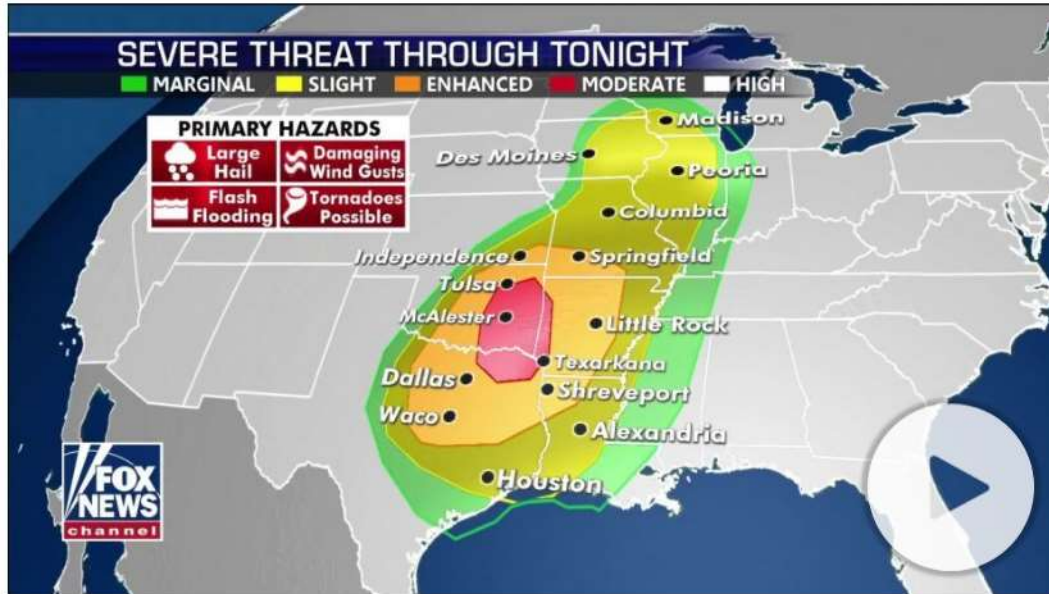 SEVERE THREAT THROUGH TONIGHT
MARGINAL SLIGHT ENHANCED MODERATE HIGH
PRIMARY HAZARDS
Large
Hail
Damaging
Wind Gusts
Flash
Flooding
Tornadoes
Possible
Madison
Des Moines
Peoria
Columbid
Independence
Springfield
Tulsa
McAlester
Little Rock
Texarkana
Dallas
Shreveport
Waco
Alexandria
Houston
FOX
NEWS
channel